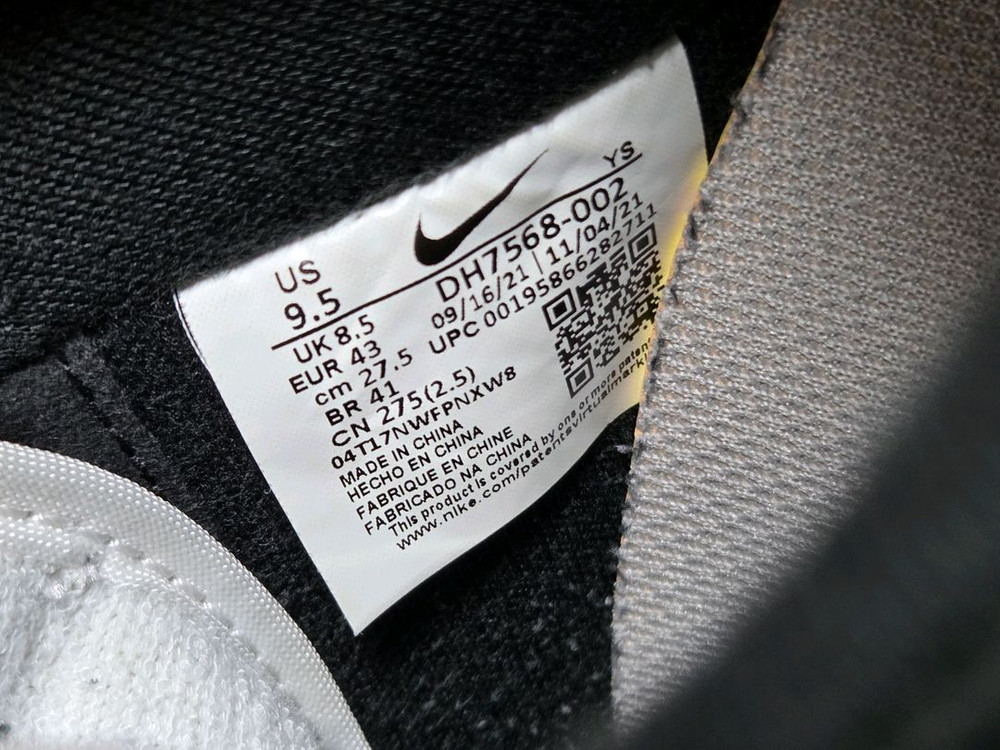 YS
US
9.5
DH7568-002
09/16/21 | 11/04/21
UPC 00195866282711
UK 8.5
EUR 43
cm 27.5
BR 41
CN 275(2.5)
04T17NWFPNXW8
MADE IN CHINA
HECHO EN CHINA
FABRIQUE EN CHINE
FABRICADO NA CHINA
This product is covered by one or more
www.nike.com/patentsvirtualmark